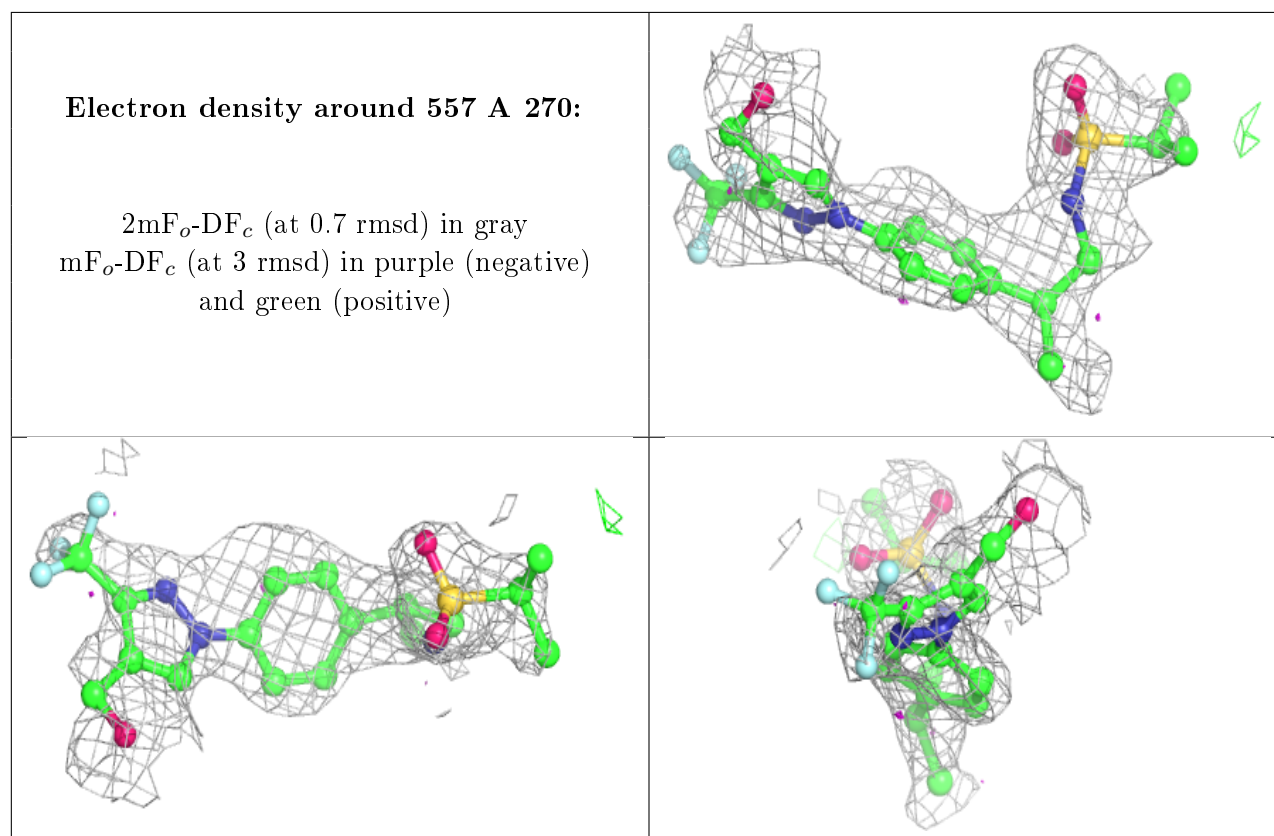 Electron density around 557 A 270:
2mFo-DFc (at 0.7 rmsd) in gray
mFo-DFc (at 3 rmsd) in purple (negative)
and green (positive)